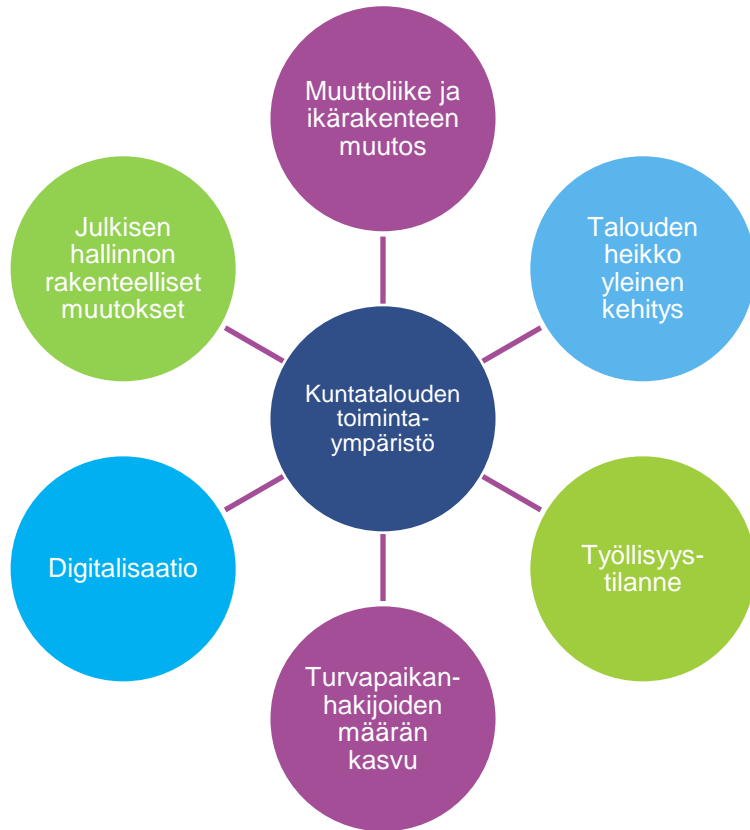 Muuttoliike ja
ikärakenteen
muutos
Julkisen
hallinnon
rakenteelliset
muutokset
Talouden
heikko
yleinen
kehitys
Kuntatalouden
toiminta-
ympäristö
Digitalisaatio
Työllisyys-
tilanne
Turvapaikan-
hakijoiden
määrän
kasvu